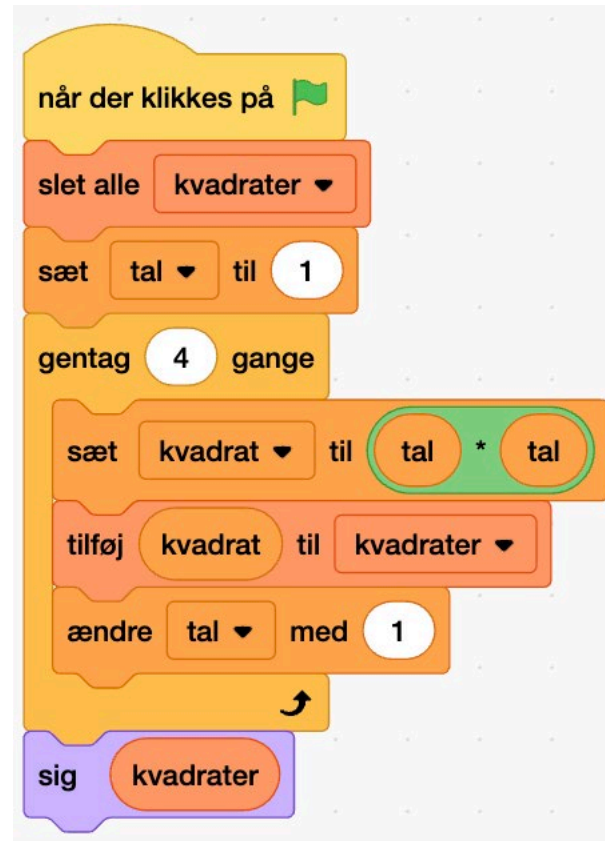 når der klikkes på
slet alle kvadrater
sæt tal til 1
gentag 4 gange
sæt kvadrat til tal * tal
tilføj kvadrat til kvadrater
ændre tal med 1
sig kvadrater